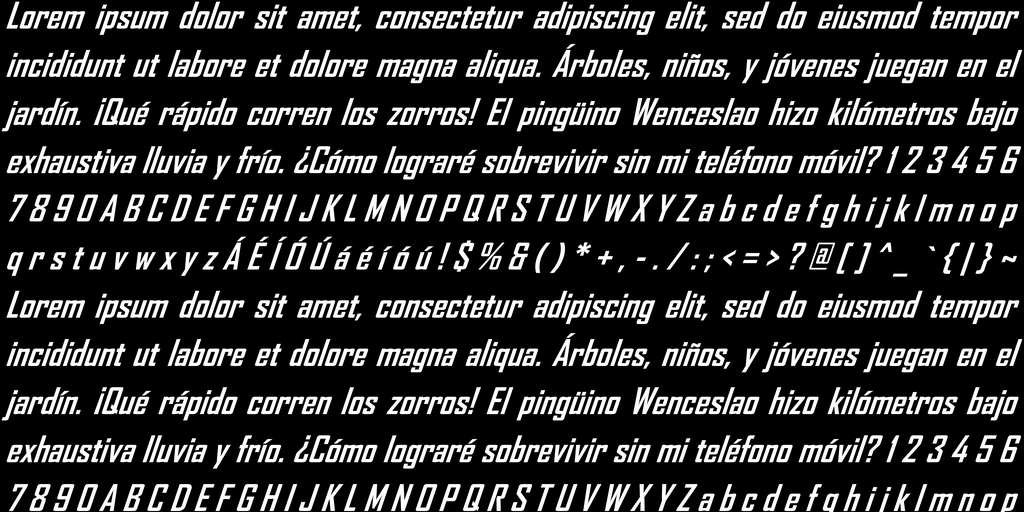 Lorem ipsum dolor sit amet, consectetur adipiscing elit, sed do eiusmod tempor
incididunt ut labore et dolore magna aliqua. Árboles, niños, y jóvenes juegan en el
jardín. ¡Qué rápido corren los zorros! El pingüino Wenceslao hizo kilómetros bajo
exhaustiva lluvia y frío. ¿Cómo lograré sobrevivir sin mi teléfono móvil? 1 2 3 4 5 6
7 8 9 0 A B C D E F G H I J K L M N O P Q R S T U V W X Y Z a b c d e f g h i j k l m n o p
q r s t u v w x y z Á É Í Ó Ú á é í ó ú ! $ % & ( ) * + , - . / : ; < = > ? @ [ ] ^ _ ` { | } ~
Lorem ipsum dolor sit amet, consectetur adipiscing elit, sed do eiusmod tempor
incididunt ut labore et dolore magna aliqua. Árboles, niños, y jóvenes juegan en el
jardín. ¡Qué rápido corren los zorros! El pingüino Wenceslao hizo kilómetros bajo
exhaustiva lluvia y frío. ¿Cómo lograré sobrevivir sin mi teléfono móvil? 1 2 3 4 5 6
7 8 9 0 A B C D E F G H I J K L M N O P Q R S T U V W X Y Z a b c d e f g h i j k l m n o p